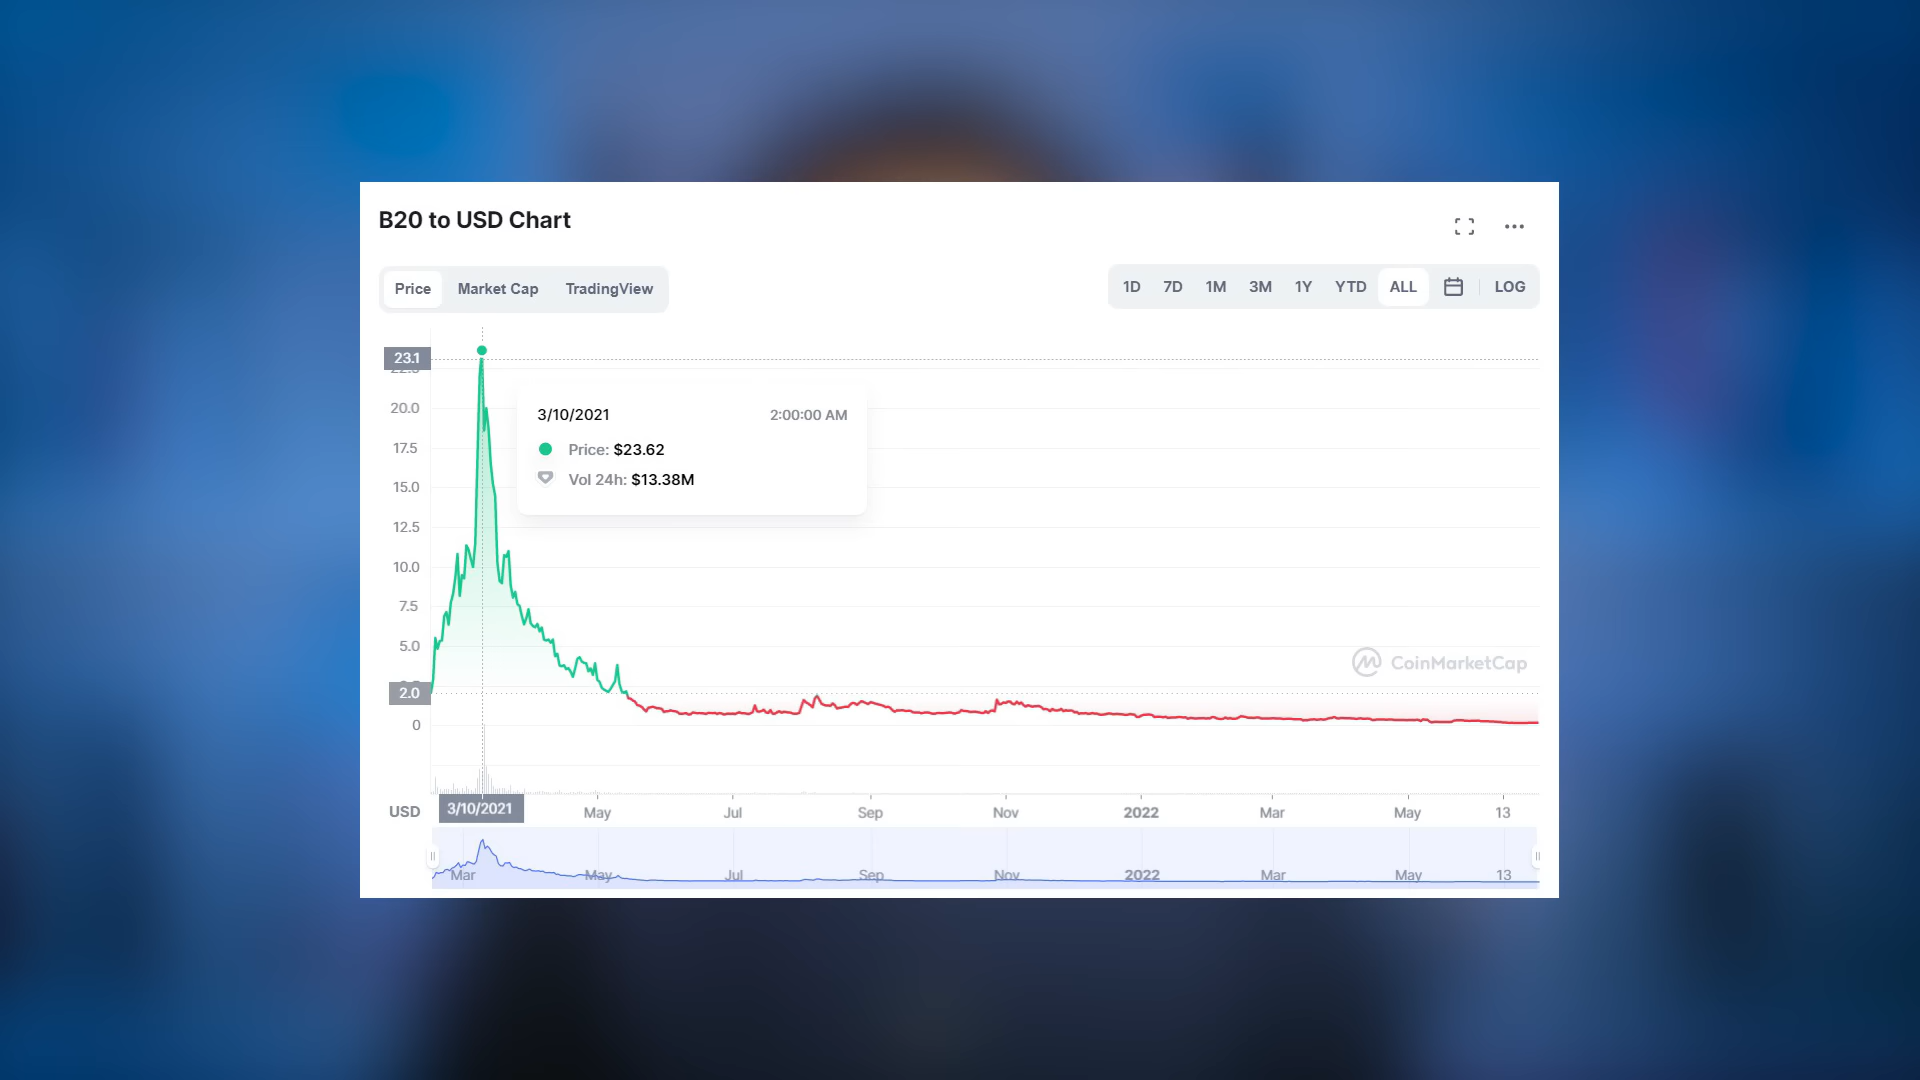 B20 to USD Chart
Price Market Cap TradingView
1D 7D 1M 3M 1Y YTD ALL LOG
23.1
20.0
17.5
15.0
12.5
10.0
7.5
5.0
2.0
0
3/10/2021 2:00:00 AM
Price: $23.62
Vol 24h: $13.38M
CoinMarketCap
USD 3/10/2021 May Jul Sep Nov 2022 Mar May 13
Mar May Jul Sep Nov 2022 Mar May 13